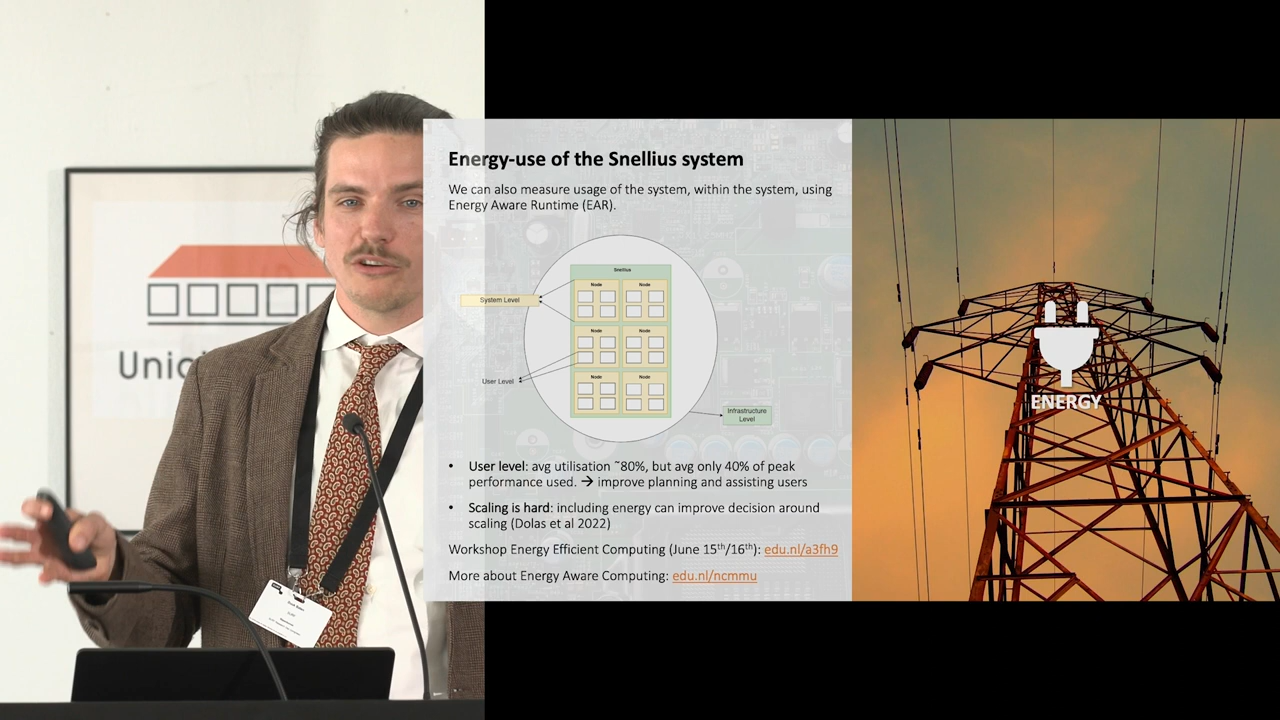 Energy-use of the Snellius system
We can also measure usage of the system, within the system, using
Energy Aware Runtime (EAR).
Snellius
Node Node
System Level
Node Node
User Level
Node Node
Infrastructure
Level
• User level: avg utilisation ~80%, but avg only 40% of peak
performance used. → improve planning and assisting users
• Scaling is hard: including energy can improve decision around
scaling (Dolas et al 2022)
Workshop Energy Efficient Computing (June 15th/16th): edu.nl/a3fh9
More about Energy Aware Computing: edu.nl/ncmmu
ENERGY